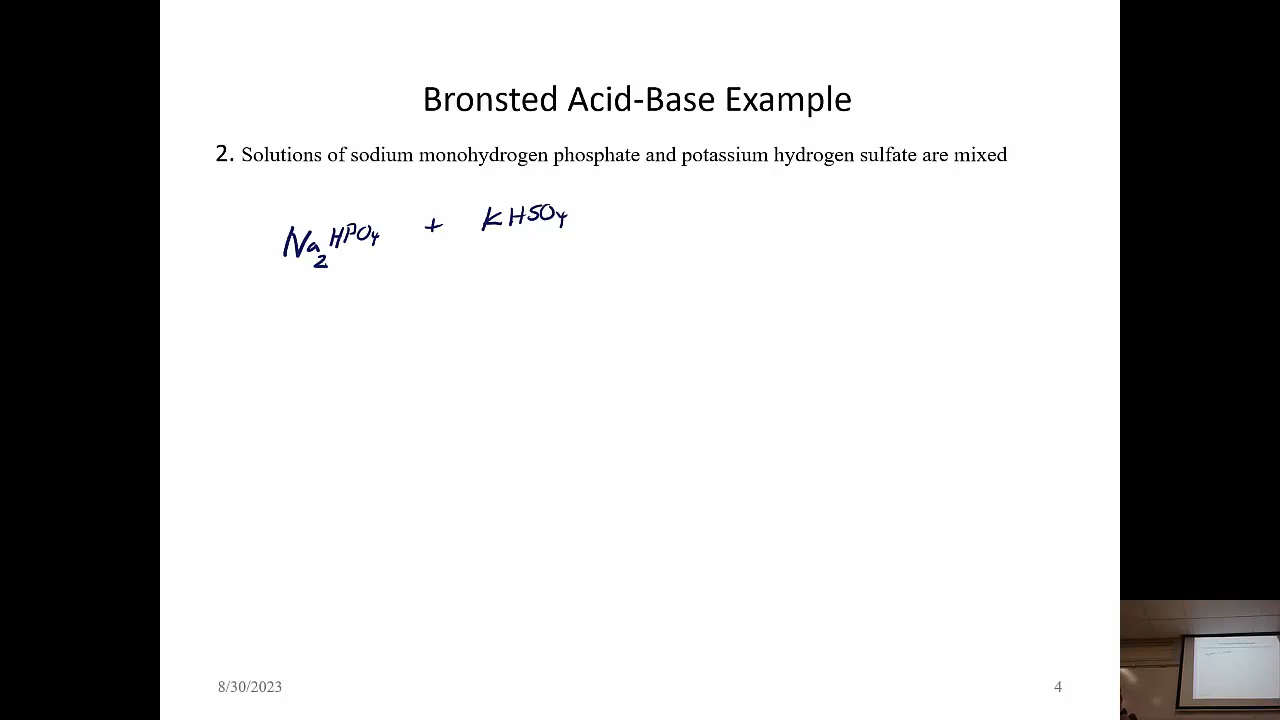 Bronsted Acid-Base Example
2. Solutions of sodium monohydrogen phosphate and potassium hydrogen sulfate are mixed
Na₂HPO₄ + KHSO₄
8/30/2023
4